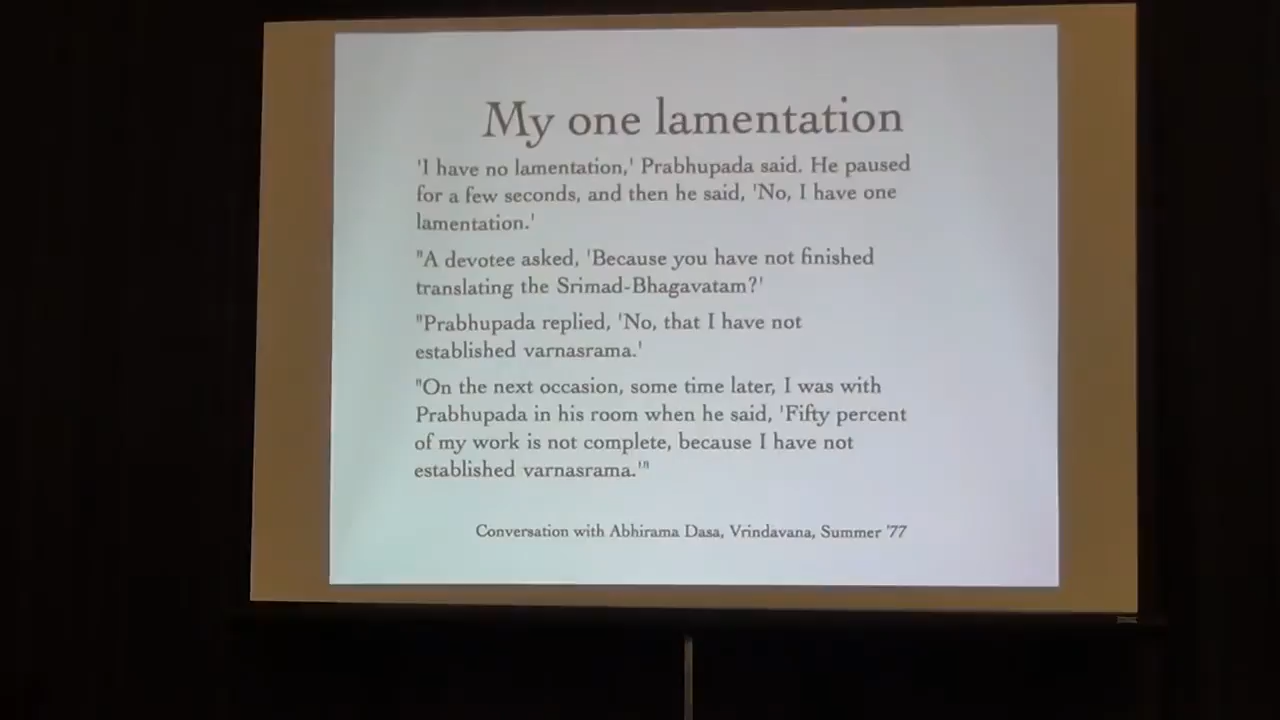 My one lamentation
'I have no lamentation,' Prabhupada said. He paused
for a few seconds, and then he said, 'No, I have one
lamentation.'
"A devotee asked, 'Because you have not finished
translating the Srimad-Bhagavatam?'
"Prabhupada replied, 'No, that I have not
established varnasrama.'
"On the next occasion, some time later, I was with
Prabhupada in his room when he said, 'Fifty percent
of my work is not complete, because I have not
established varnasrama.'"
Conversation with Abhirama Dasa, Vrindavana, Summer '77